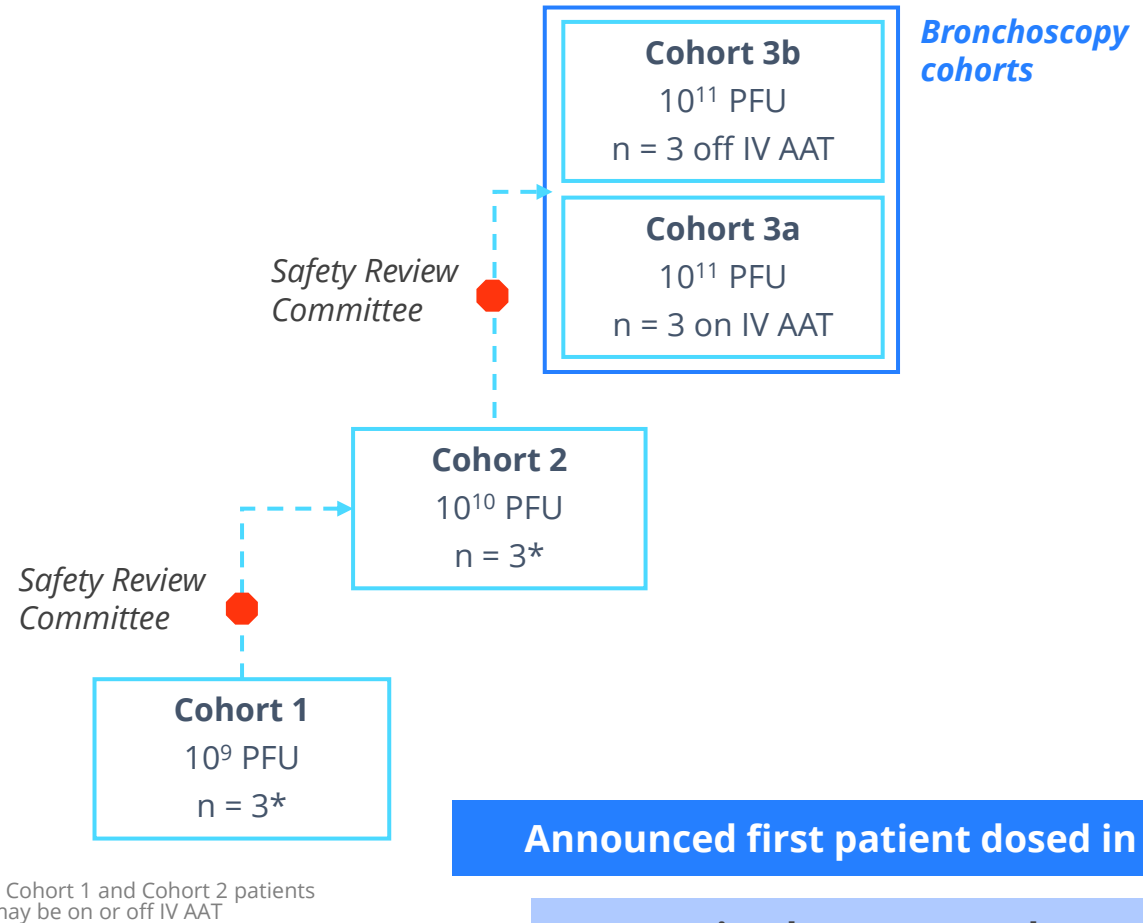 Bronchoscopy
cohorts
Cohort 3b
10¹¹ PFU
n = 3 off IV AAT
Cohort 3a
10¹¹ PFU
n = 3 on IV AAT
Safety Review
Committee
Cohort 2
10¹⁰ PFU
n = 3*
Safety Review
Committee
Cohort 1
10⁹ PFU
n = 3*
Announced first patient dosed in
Cohort 1 and Cohort 2 patients
may be on or off IV AAT